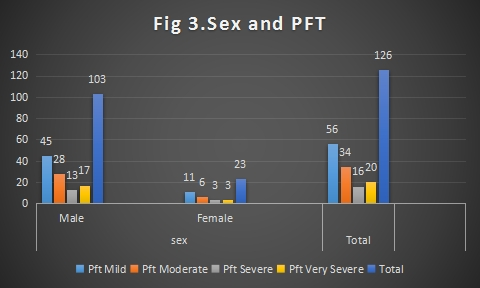 Fig 3.Sex and PFT
140
120
100
80
60
40
20
0
45
28
13
17
103
11
6
3
3
23
56
34
16
20
126
Male
Female
sex
Total
Pft Mild
Pft Moderate
Pft Severe
Pft Very Severe
Total